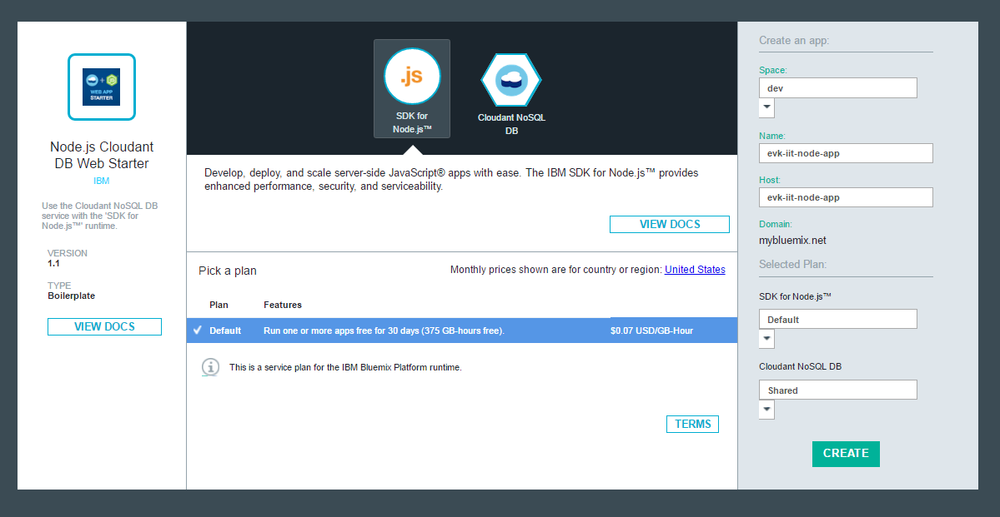 WEB APP
STARTER
Node.js Cloudant
DB Web Starter
IBM
Use the Cloudant NoSQL DB
service with the 'SDK for
Node.js™' runtime.
VERSION
1.1
TYPE
Boilerplate
VIEW DOCS
.js
SDK for
Node.js™
Cloudant NoSQL
DB
Develop, deploy, and scale server-side JavaScript® apps with ease. The IBM SDK for Node.js™ provides
enhanced performance, security, and serviceability.
VIEW DOCS
Pick a plan
Monthly prices shown are for country or region: United States
Plan Features
Default Run one or more apps free for 30 days (375 GB-hours free). $0.07 USD/GB-Hour
This is a service plan for the IBM Bluemix Platform runtime.
TERMS
Create an app:
Space:
dev
Name:
evk-iit-node-app
Host:
evk-iit-node-app
Domain:
mybluemix.net
Selected Plan:
SDK for Node.js™
Default
Cloudant NoSQL DB
Shared
CREATE